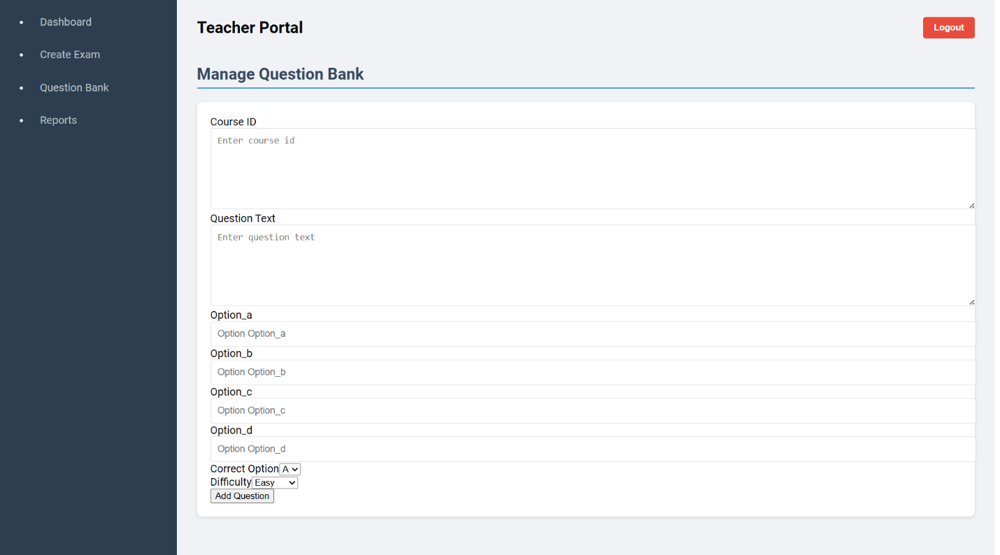 Dashboard
Create Exam
Question Bank
Reports
Teacher Portal
Logout
Manage Question Bank
Course ID
Enter course id
Question Text
Enter question text
Option_a
Option Option_a
Option_b
Option Option_b
Option_c
Option Option_c
Option_d
Option Option_d
Correct Option A
Difficulty Easy
Add Question